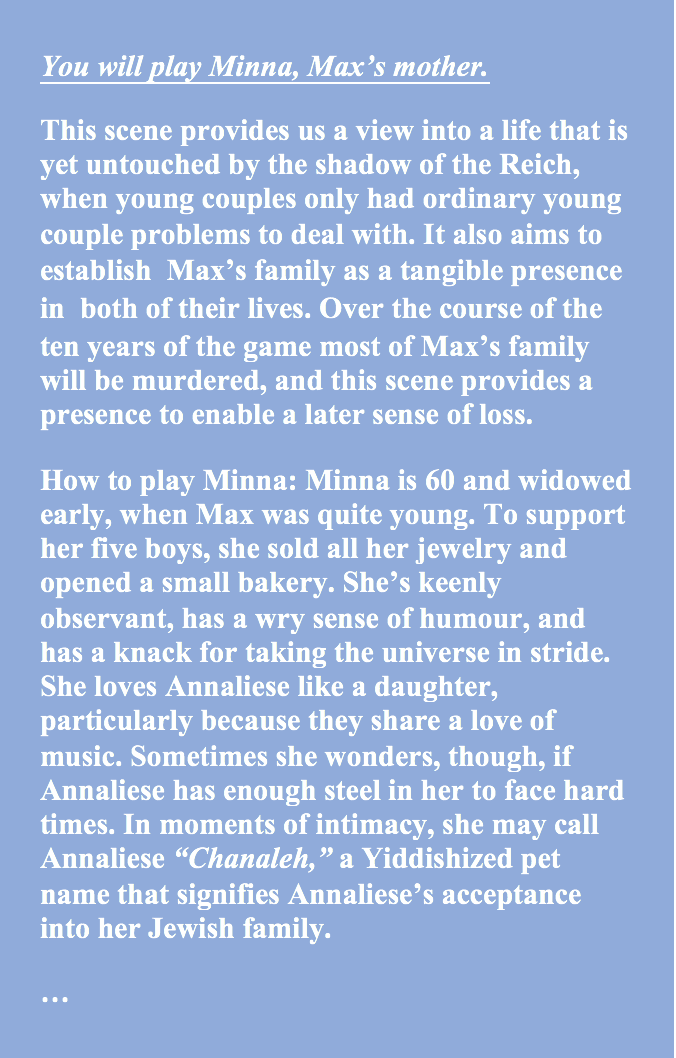 You will play Minna, Max’s mother.
This scene provides us a view into a life that is
yet untouched by the shadow of the Reich,
when young couples only had ordinary young
couple problems to deal with. It also aims to
establish  Max’s family as a tangible presence
in  both of their lives. Over the course of the
ten years of the game most of Max’s family
will be murdered, and this scene provides a
presence to enable a later sense of loss.
How to play Minna: Minna is 60 and widowed
early, when Max was quite young. To support
her five boys, she sold all her jewelry and
opened a small bakery. She’s keenly
observant, has a wry sense of humour, and
has a knack for taking the universe in stride.
She loves Annaliese like a daughter,
particularly because they share a love of
music. Sometimes she wonders, though, if
Annaliese has enough steel in her to face hard
times. In moments of intimacy, she may call
Annaliese “Chanaleh,” a Yiddishized pet
name that signifies Annaliese’s acceptance
into her Jewish family.
…